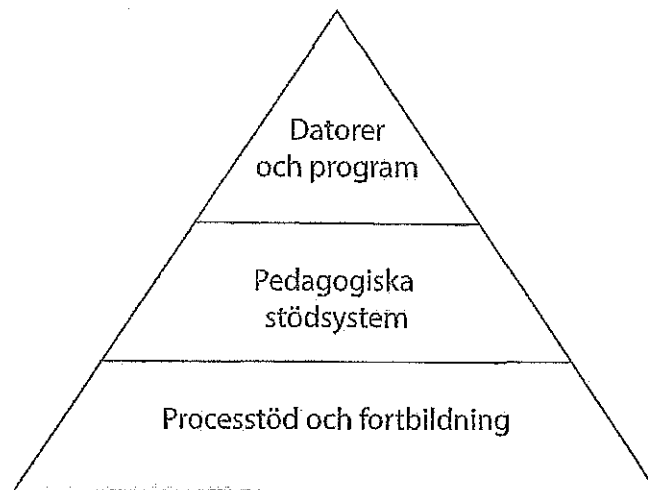 Datorer
och program
Pedagogiska
stödsystem
Processtöd och fortbildning